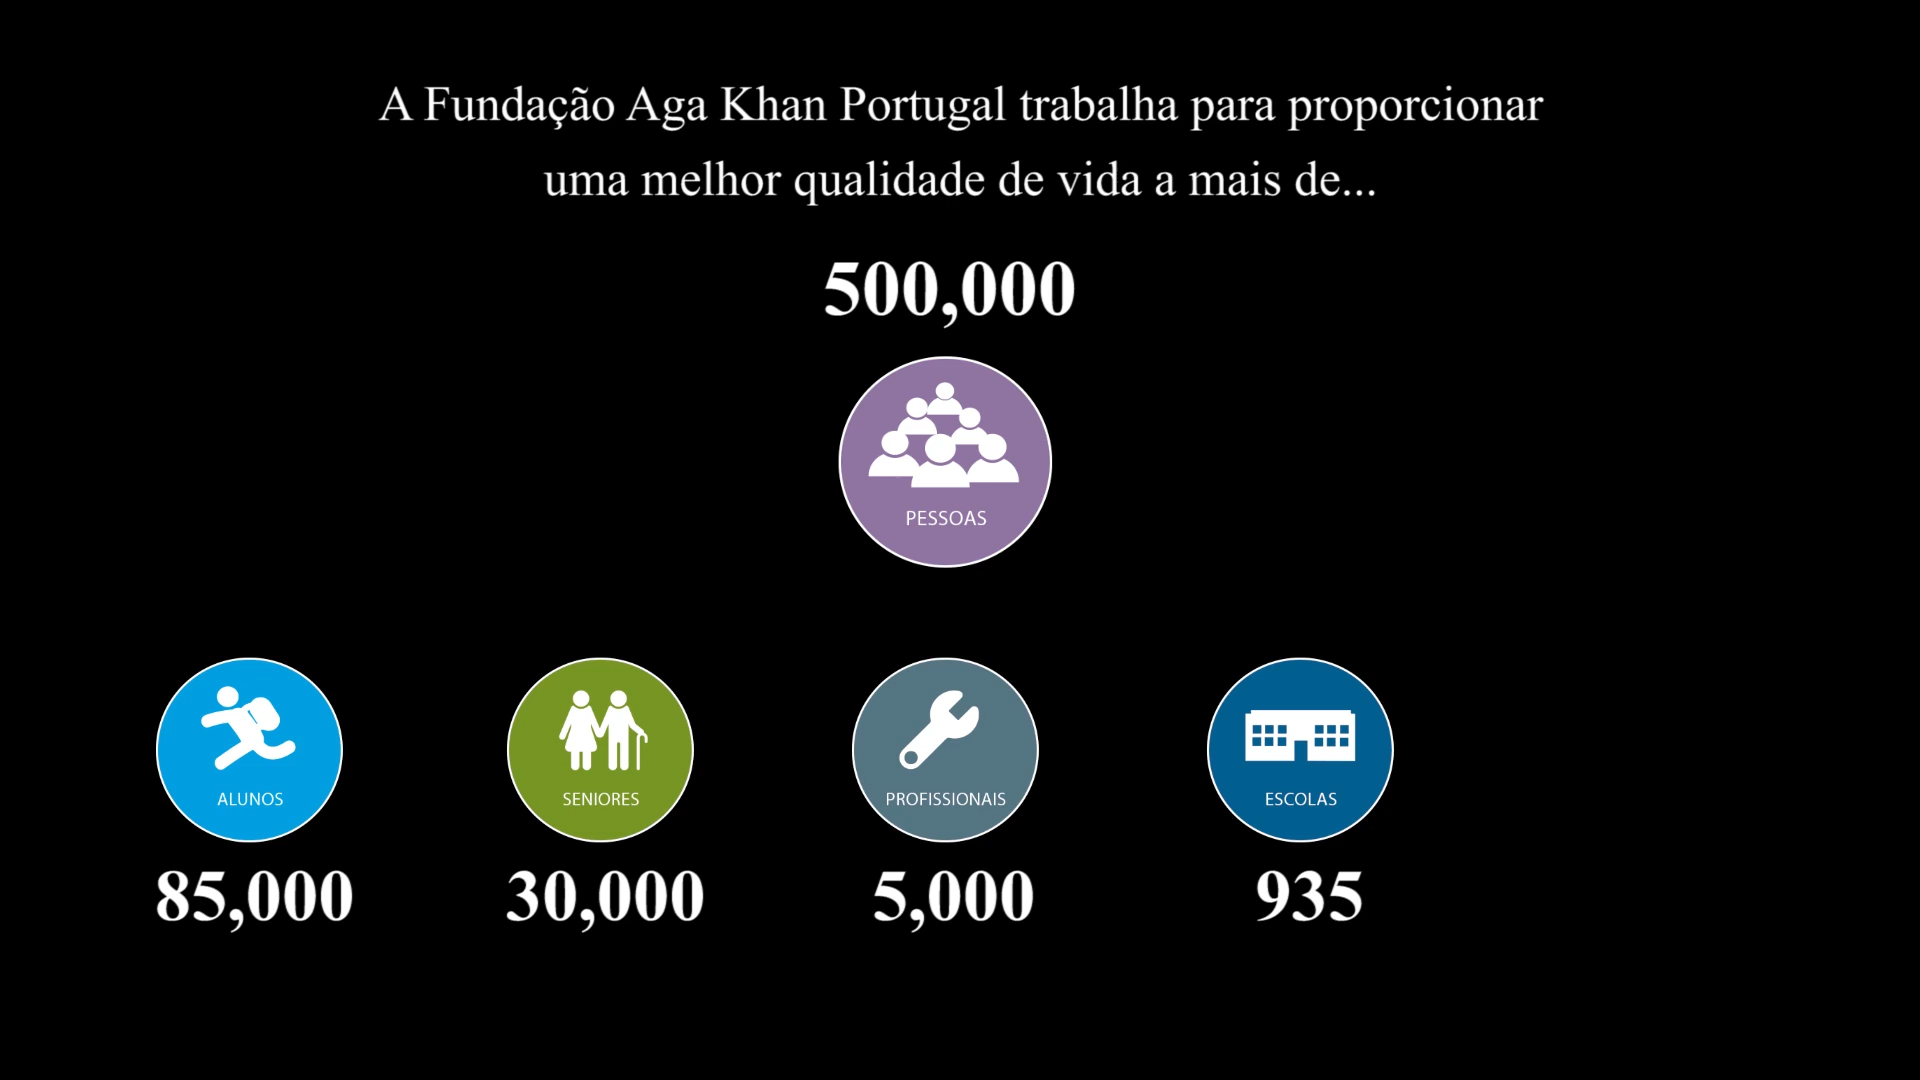 A Fundação Aga Khan Portugal trabalha para proporcionar
uma melhor qualidade de vida a mais de...
500,000
PESSOAS
ALUNOS
85,000
SENIORES
30,000
PROFISSIONAIS
5,000
ESCOLAS
935